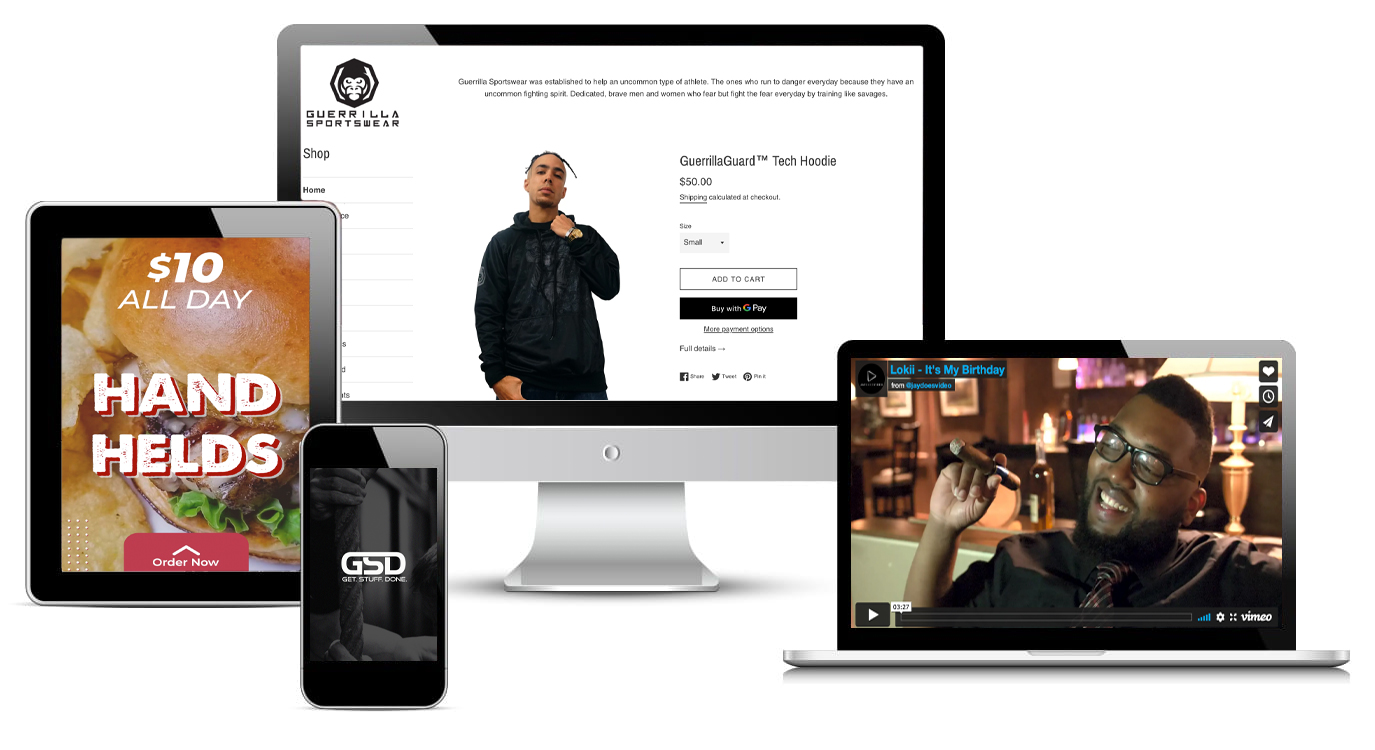 GUERRILLA
SPORTSWEAR
Guerrilla Sportswear was established to help an uncommon type of athlete. The ones who run to danger everyday because they have an
uncommon fighting spirit. Dedicated, brave men and women who fear but fight the fear everyday by training like savages.
Shop
Home
ce
s
d
ts
GuerrillaGuard™ Tech Hoodie
$50.00
Shipping calculated at checkout.
Size
Small
ADD TO CART
Buy with G Pay
More payment options
Full details →
Share Tweet Pin it
$10
ALL DAY
HAND
HELDS
Order Now
GSD
GET. STUFF. DONE.
Lokii - It's My Birthday
from @jaydoesvideo
03:27
vimeo